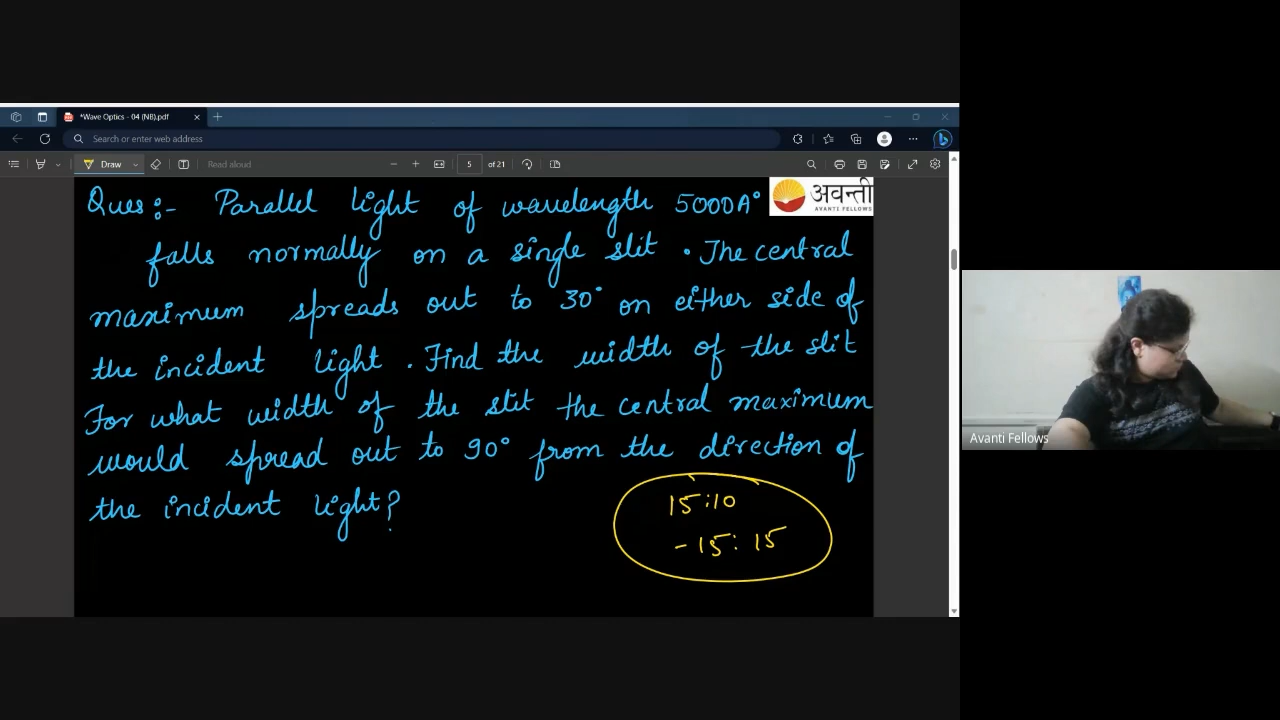 *Wave Optics - 04 (NB).pdf
Search or enter web address
Draw
Read aloud
5
of 21
Ques:- Parallel light of wavelength 5000A°
falls normally on a single slit. The central
maximum spreads out to 30° on either side of
the incident light. Find the width of the slit
For what width of the slit the central maximum
would spread out to 90° from the direction of
the incident light?
अवन्ती
AVANTI FELLOWS
15:10
-15:15
Avanti Fellows